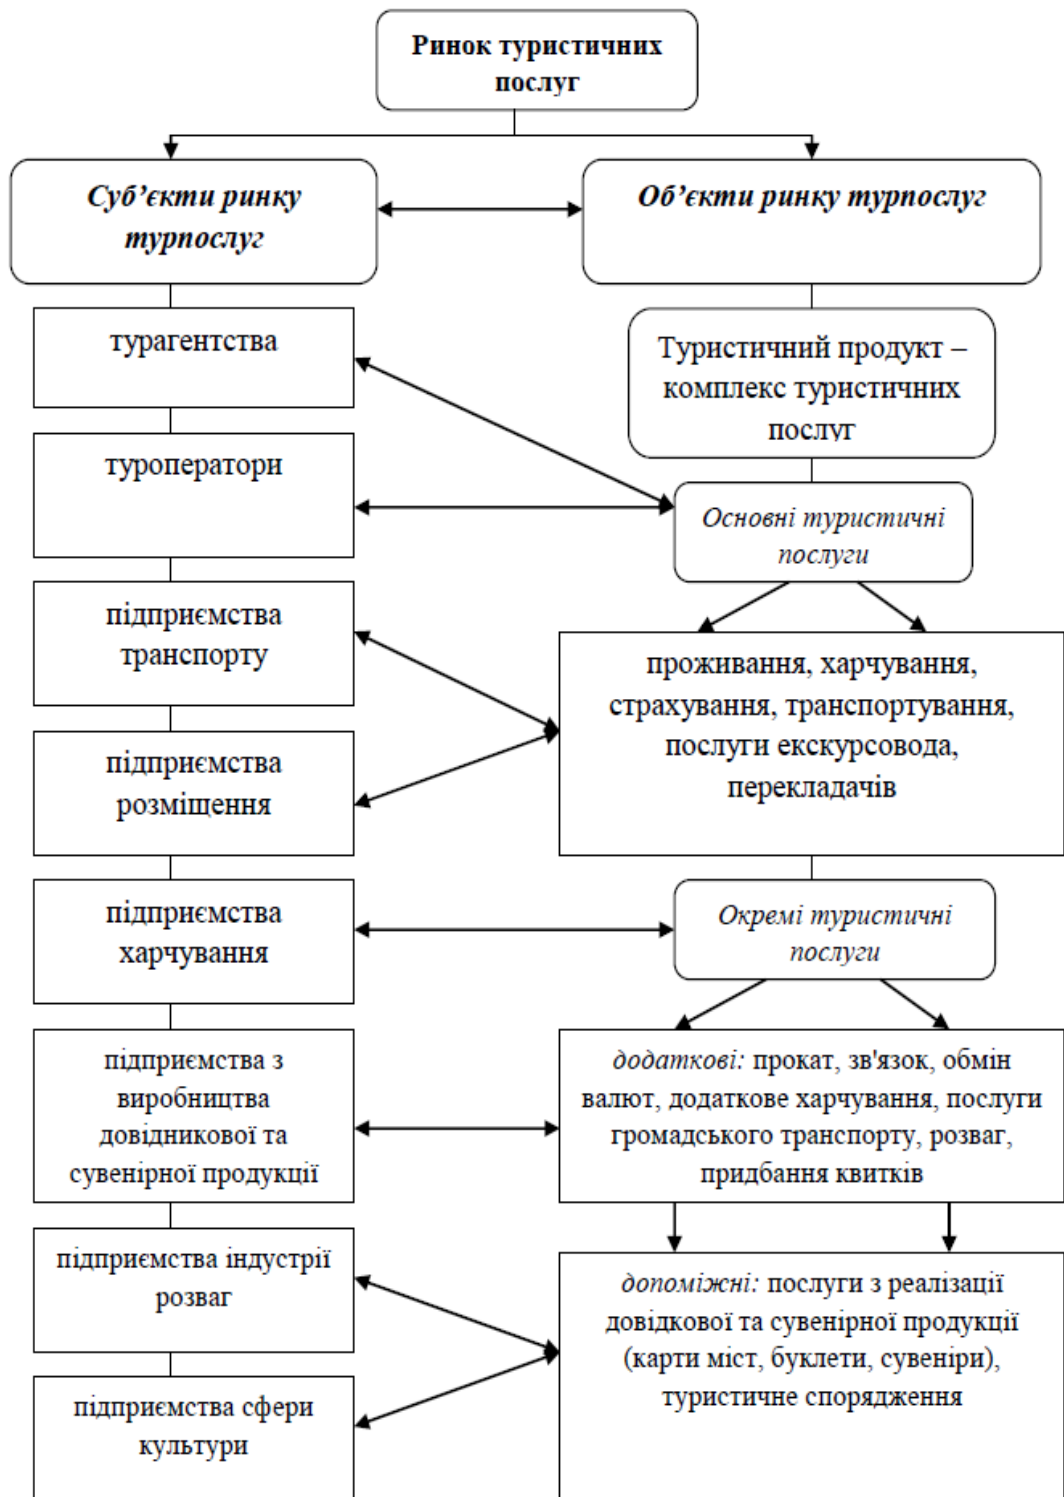 Ринок туристичних
послуг
Суб’єкти ринку
турпослуг
Об’єкти ринку турпослуг
турагентства
туроператори
підприємства
транспорту
підприємства
розміщення
підприємства
харчування
підприємства з
виробництва
довідникової та
сувенірної продукції
підприємства індустрії
розваг
підприємства сфери
культури
Туристичний продукт –
комплекс туристичних
послуг
Основні туристичні
послуги
проживання, харчування,
страхування, транспортування,
послуги екскурсовода,
перекладачів
Окремі туристичні
послуги
додаткові: прокат, зв'язок, обмін
валют, додаткове харчування, послуги
громадського транспорту, розваг,
придбання квитків
допоміжні: послуги з реалізації
довідкової та сувенірної продукції
(карти міст, буклети, сувеніри),
туристичне спорядження